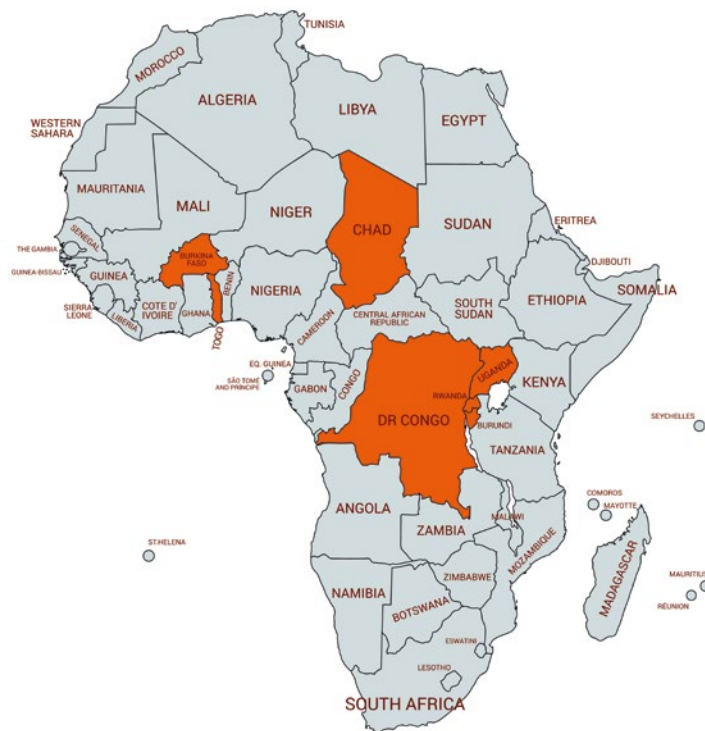 TUNISIA
MOROCCO
ALGERIA
LIBYA
EGYPT
WESTERN
SAHARA
MAURITANIA
MALI
NIGER
CHAD
SUDAN
ERITREA
SENEGAL
THE GAMBIA
GUINEA-BISSAU
GUINEA
BURKINA
FASO
BENIN
NIGERIA
DJIBOUTI
SOMALIA
SIERRA
LEONE
LIBERIA
COTE D'
IVOIRE
GHANA
TOGO
CAMEROON
CENTRAL AFRICAN
REPUBLIC
SOUTH
SUDAN
ETHIOPIA
EQ. GUINEA
SÃO TOMÉ
AND PRINCIPE
GABON
CONGO
DR CONGO
UGANDA
RWANDA
BURUNDI
KENYA
TANZANIA
SEYCHELLES
ANGOLA
ZAMBIA
MALAWI
MOZAMBIQUE
COMOROS
MAYOTTE
ST.HELENA
NAMIBIA
BOTSWANA
ZIMBABWE
MADAGASCAR
MAURITIUS
RÉUNION
ESWATINI
LESOTHO
SOUTH AFRICA